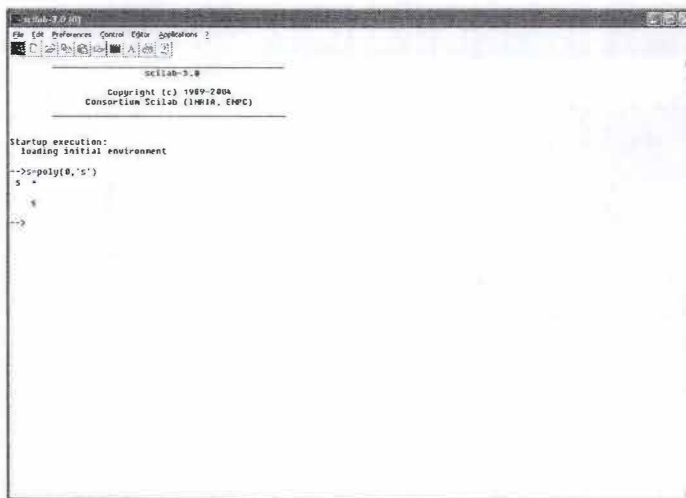 scilab-3.0 (0)
File Edit Preferences Control Editor Applications ?
scilab-3.0
Copyright (c) 1989-2004
Consortium Scilab (INRIA, ENPC)
Startup execution:
loading initial environment
-->s=poly(0,'s')
s =
s
-->